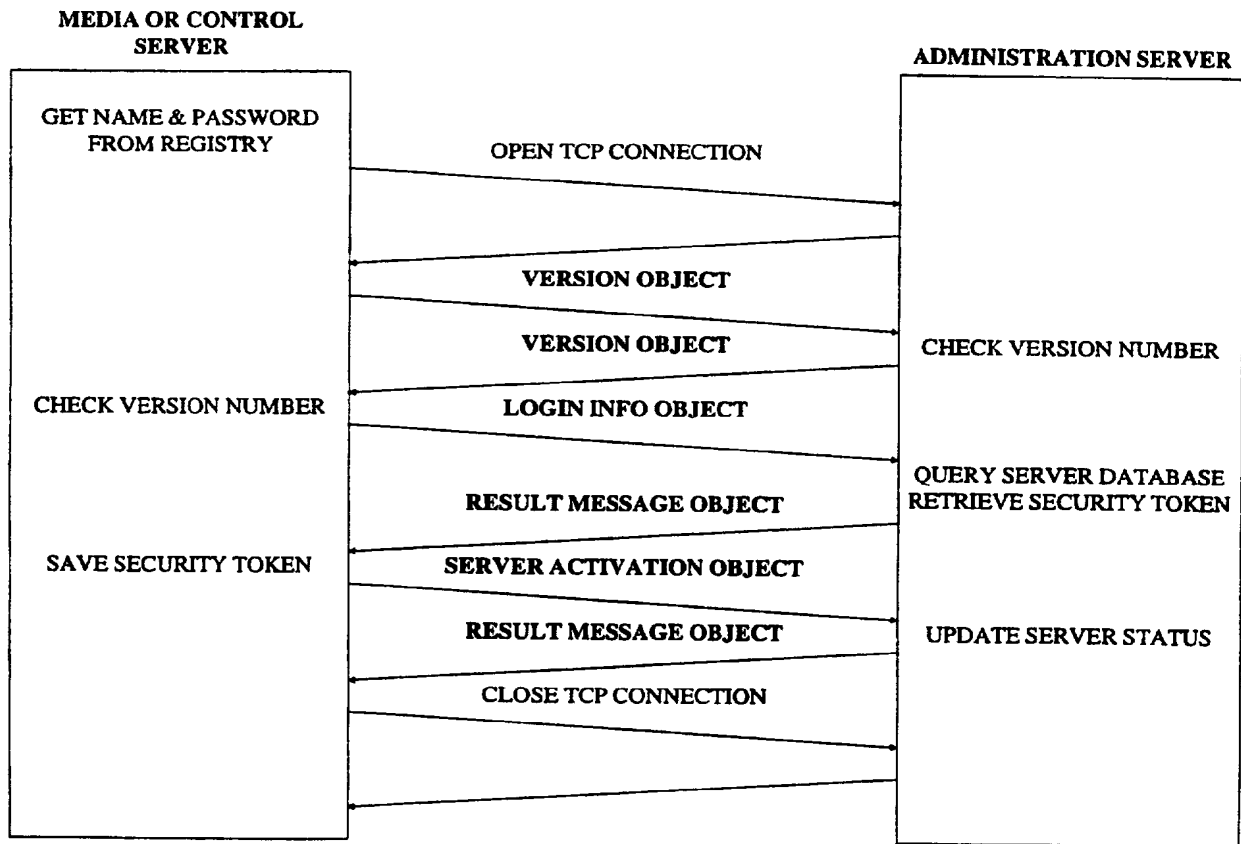 MEDIA OR CONTROL
SERVER
ADMINISTRATION SERVER
GET NAME & PASSWORD
FROM REGISTRY
OPEN TCP CONNECTION
VERSION OBJECT
VERSION OBJECT
CHECK VERSION NUMBER
CHECK VERSION NUMBER
LOGIN INFO OBJECT
QUERY SERVER DATABASE
RETRIEVE SECURITY TOKEN
RESULT MESSAGE OBJECT
SAVE SECURITY TOKEN
SERVER ACTIVATION OBJECT
RESULT MESSAGE OBJECT
UPDATE SERVER STATUS
CLOSE TCP CONNECTION